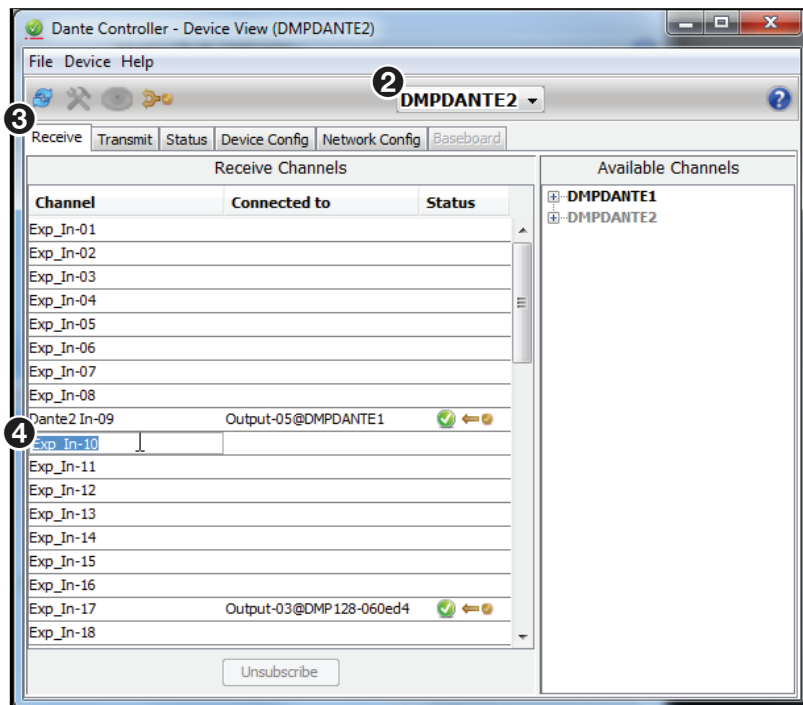 Dante Controller - Device View (DMPDANTE2)
File Device Help
2
DMPDANTE2
3
Receive Transmit Status Device Config Network Config Baseboard
Receive Channels
Available Channels
Channel Connected to Status
DMPDANTE1
DMPDANTE2
Exp_In-01
Exp_In-02
Exp_In-03
Exp_In-04
Exp_In-05
Exp_In-06
Exp_In-07
Exp_In-08
Dante2 In-09 Output-05@DMPDANTE1
4
Exp_In-10
Exp_In-11
Exp_In-12
Exp_In-13
Exp_In-14
Exp_In-15
Exp_In-16
Exp_In-17 Output-03@DMP128-060ed4
Exp_In-18
Unsubscribe